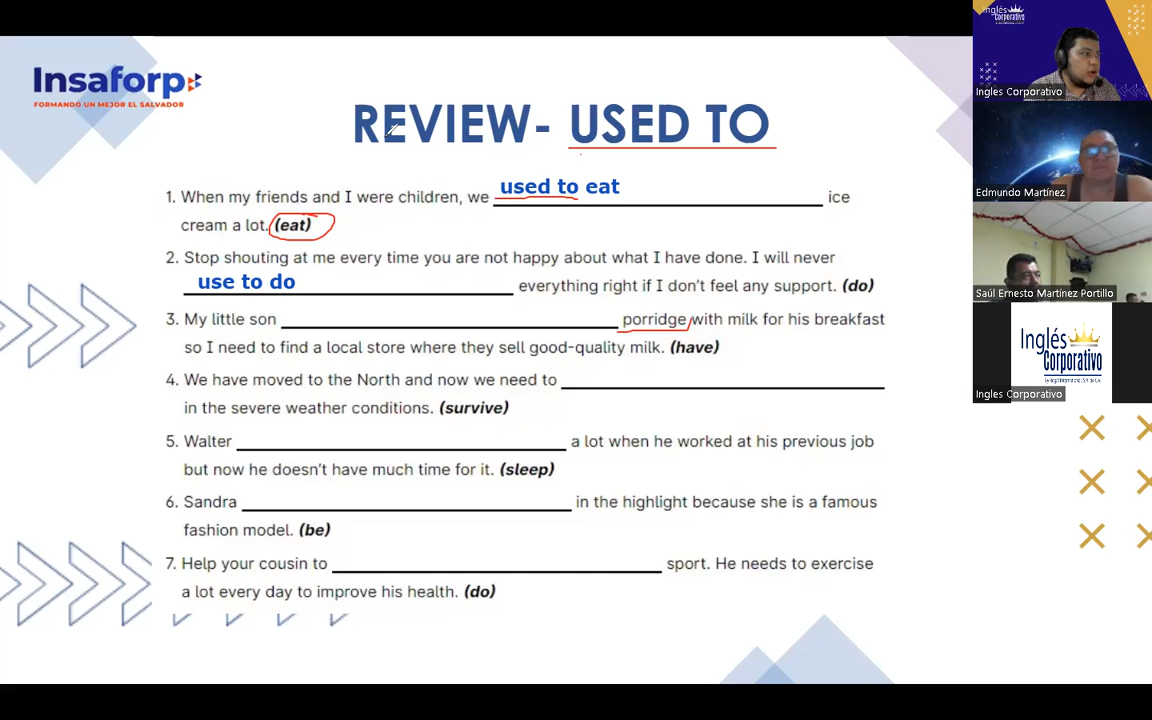 Insaforp
FORMANDO UN MEJOR EL SALVADOR
REVIEW- USED TO
1. When my friends and I were children, we used to eat ice
cream a lot. (eat)
2. Stop shouting at me every time you are not happy about what I have done. I will never
use to do everything right if I don't feel any support. (do)
3. My little son porridge with milk for his breakfast
so I need to find a local store where they sell good-quality milk. (have)
4. We have moved to the North and now we need to
in the severe weather conditions. (survive)
5. Walter a lot when he worked at his previous job
but now he doesn't have much time for it. (sleep)
6. Sandra in the highlight because she is a famous
fashion model. (be)
7. Help your cousin to sport. He needs to exercise
a lot every day to improve his health. (do)
Inglés
Corporativo
Ingles Corporativo
Edmundo Martínez
Saúl Ernesto Martínez Portillo
Inglés
Corporativo
Ingles Corporativo